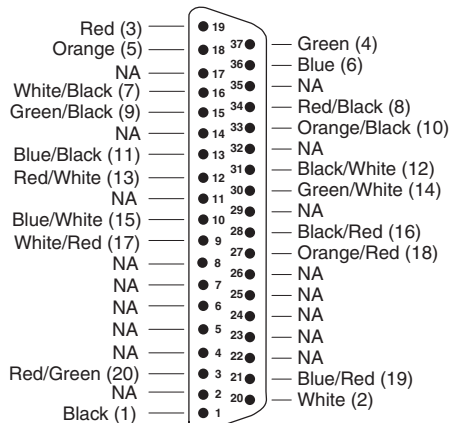 Red (3) 19
Orange (5) 18
NA 17
White/Black (7) 16
Green/Black (9) 15
NA 14
Blue/Black (11) 13
Red/White (13) 12
NA 11
Blue/White (15) 10
White/Red (17) 9
NA 8
NA 7
NA 6
NA 5
NA 4
Red/Green (20) 3
NA 2
Black (1) 1
37 Green (4)
36 Blue (6)
35 NA
34 Red/Black (8)
33 Orange/Black (10)
32 NA
31 Black/White (12)
30 Green/White (14)
29 NA
28 Black/Red (16)
27 Orange/Red (18)
26 NA
25 NA
24 NA
23 NA
22 NA
21 Blue/Red (19)
20 White (2)